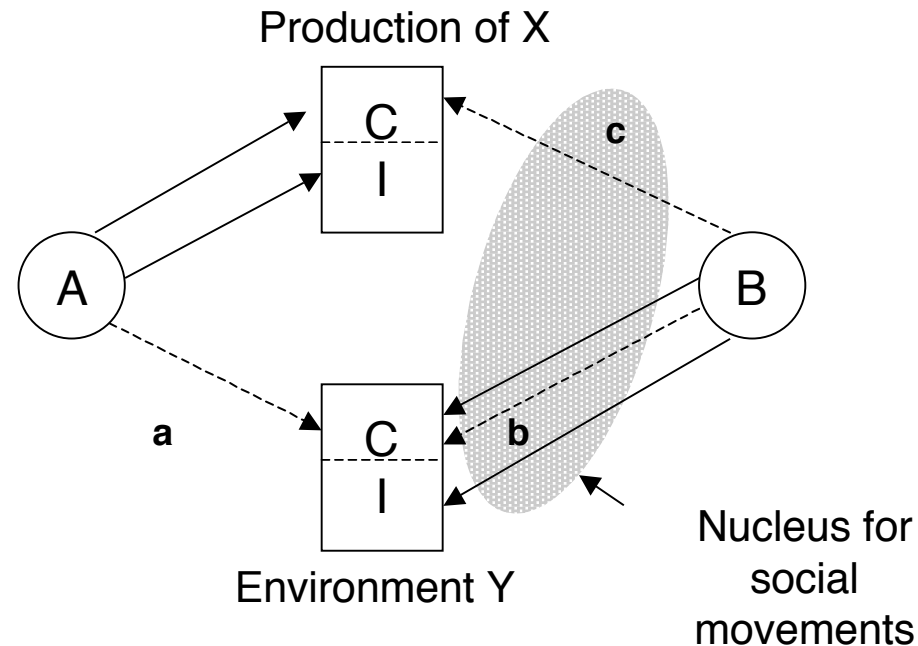 Production of X
C
I
c
A
B
a
C
I
b
Environment Y
Nucleus for
social
movements